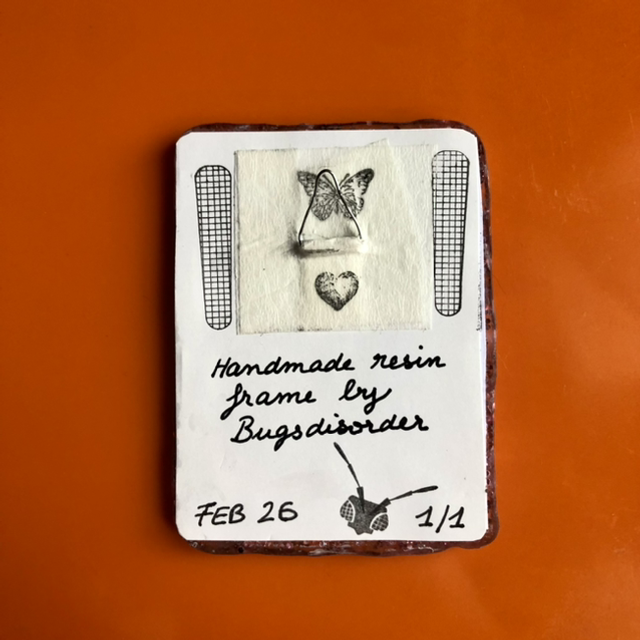 Handmade resin
frame by
Bugsdisorder
FEB 26
1/1